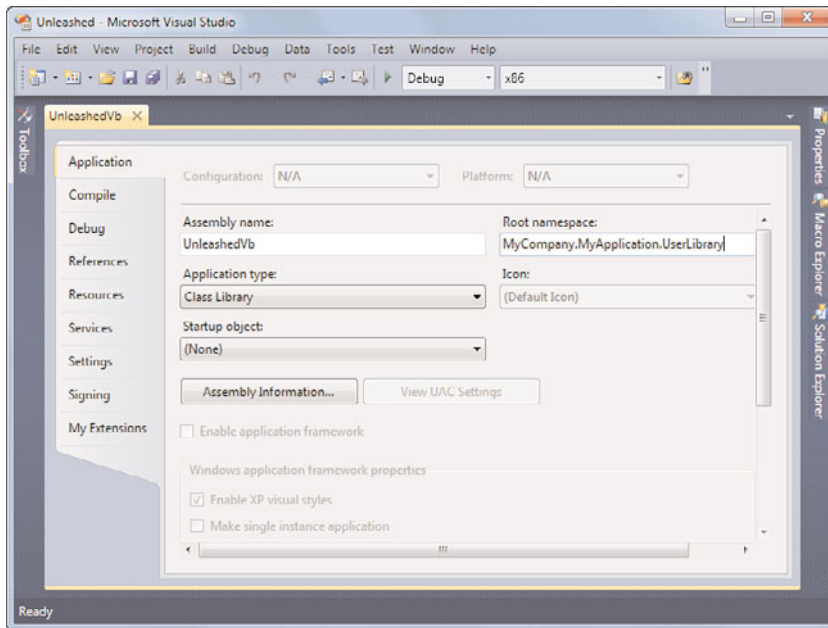 Unleashed - Microsoft Visual Studio
File Edit View Project Build Debug Data Tools Test Window Help
Debug x86
Toolbox
UnleashedVb
Properties
Macro Explorer
Solution Explorer
Application
Compile
Debug
References
Resources
Services
Settings
Signing
My Extensions
Configuration: N/A Platform: N/A
Assembly name: Root namespace:
UnleashedVb MyCompany.MyApplication.UserLibrary
Application type: Icon:
Class Library (Default Icon)
Startup object:
(None)
Assembly Information... View UAC Settings
Enable application framework
Windows application framework properties
Enable XP visual styles
Make single instance application
Ready